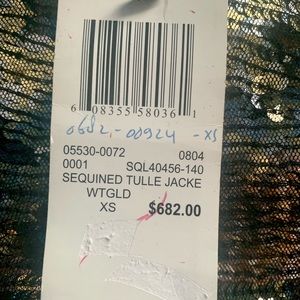 6 08355 58036 1
0682,-00924 -XS
05530-0072 0804
0001 SQL40456-140
SEQUINED TULLE JACKE
WTGLD
XS $682.00